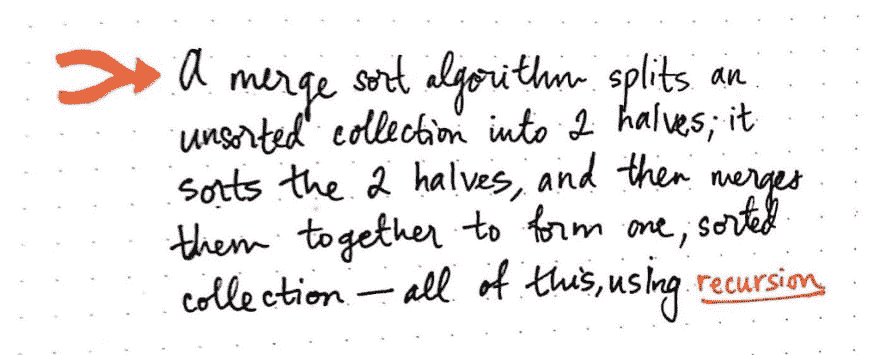 A merge sort algorithm splits an
unsorted collection into 2 halves; it
sorts the 2 halves, and then merges
them together to form one, sorted
collection — all of this, using recursion